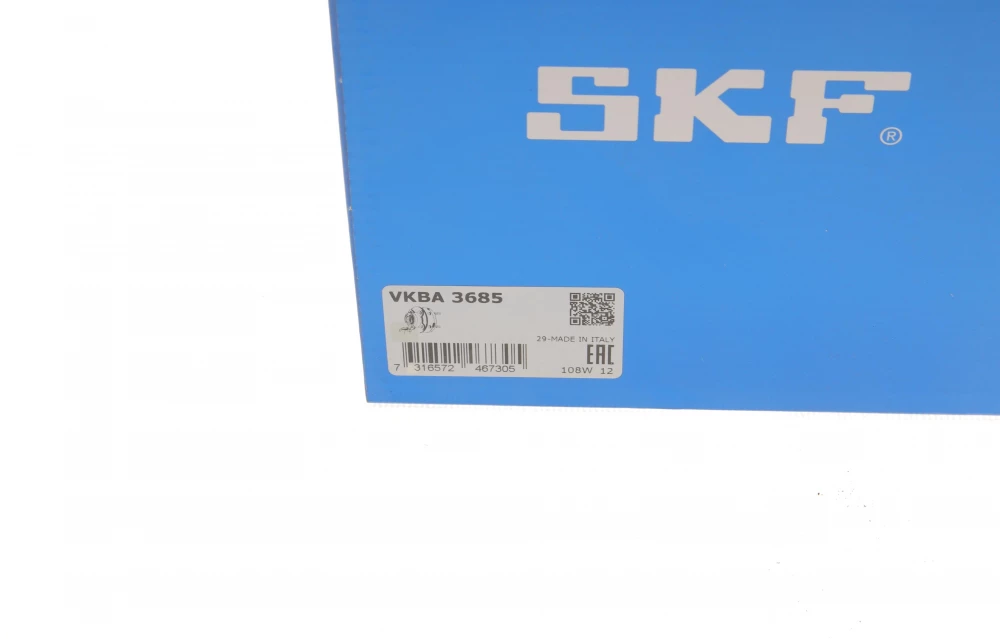 SKF®
VKBA 3685
29-MADE IN ITALY
EAC
7 316572 467305
108W 12